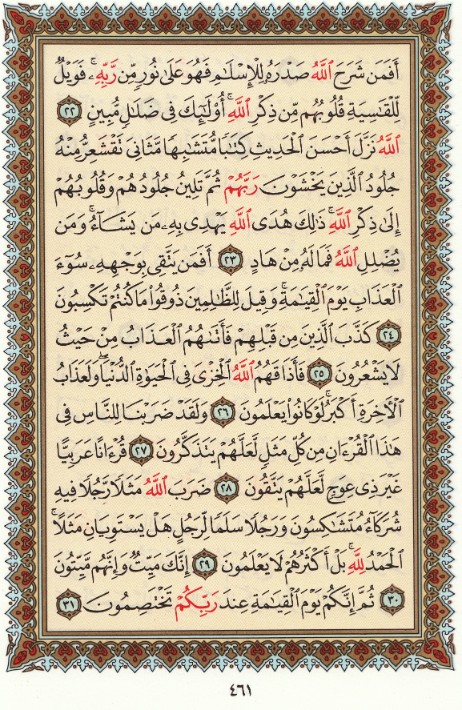 أَفَمَن شَرَحَ ٱللَّهُ صَدْرَهُۥ لِلْإِسْلَٰمِ فَهُوَ عَلَىٰ نُورٍ مِّن رَّبِّهِۦ ۚ فَوَيْلٌ
لِّلْقَٰسِيَةِ قُلُوبُهُم مِّن ذِكْرِ ٱللَّهِ ۚ أُو۟لَٰٓئِكَ فِى ضَلَٰلٍ مُّبِينٍ ٢٢
ٱللَّهُ نَزَّلَ أَحْسَنَ ٱلْحَدِيثِ كِتَٰبًا مُّتَشَٰبِهًا مَّثَانِىَ تَقْشَعِرُّ مِنْهُ
جُلُودُ ٱلَّذِينَ يَخْشَوْنَ رَبَّهُمْ ثُمَّ تَلِينُ جُلُودُهُمْ وَقُلُوبُهُمْ
إِلَىٰ ذِكْرِ ٱللَّهِ ۚ ذَٰلِكَ هُدَى ٱللَّهِ يَهْدِى بِهِۦ مَن يَشَآءُ ۚ وَمَن
يُضْلِلِ ٱللَّهُ فَمَا لَهُۥ مِنْ هَادٍ ٢٣ أَفَمَن يَتَّقِى بِوَجْهِهِۦ سُوٓءَ
ٱلْعَذَابِ يَوْمَ ٱلْقِيَٰمَةِ ۚ وَقِيلَ لِلظَّٰلِمِينَ ذُوقُوا۟ مَا كُنتُمْ تَكْسِبُونَ
٢٤ كَذَّبَ ٱلَّذِينَ مِن قَبْلِهِمْ فَأَتَىٰهُمُ ٱلْعَذَابُ مِنْ حَيْثُ
لَا يَشْعُرُونَ ٢٥ فَأَذَاقَهُمُ ٱللَّهُ ٱلْخِزْىَ فِى ٱلْحَيَوٰةِ ٱلدُّنْيَا ۖ وَلَعَذَابُ
ٱلْءَاخِرَةِ أَكْبَرُ ۚ لَوْ كَانُوا۟ يَعْلَمُونَ ٢٦ وَلَقَدْ ضَرَبْنَا لِلنَّاسِ فِى
هَٰذَا ٱلْقُرْءَانِ مِن كُلِّ مَثَلٍ لَّعَلَّهُمْ يَتَذَكَّرُونَ ٢٧ قُرْءَانًا عَرَبِيًّا
غَيْرَ ذِى عِوَجٍ لَّعَلَّهُمْ يَتَّقُونَ ٢٨ ضَرَبَ ٱللَّهُ مَثَلًا رَّجُلًا فِيهِ
شُرَكَآءُ مُتَشَٰكِسُونَ وَرَجُلًا سَلَمًا لِّرَجُلٍ هَلْ يَسْتَوِيَانِ مَثَلًا ۚ
ٱلْحَمْدُ لِلَّهِ ۚ بَلْ أَكْثَرُهُمْ لَا يَعْلَمُونَ ٢٩ إِنَّكَ مَيِّتٌ وَإِنَّهُم مَّيِّتُونَ
٣٠ ثُمَّ إِنَّكُمْ يَوْمَ ٱلْقِيَٰمَةِ عِندَ رَبِّكُمْ تَخْتَصِمُونَ ٣١
٤٦١